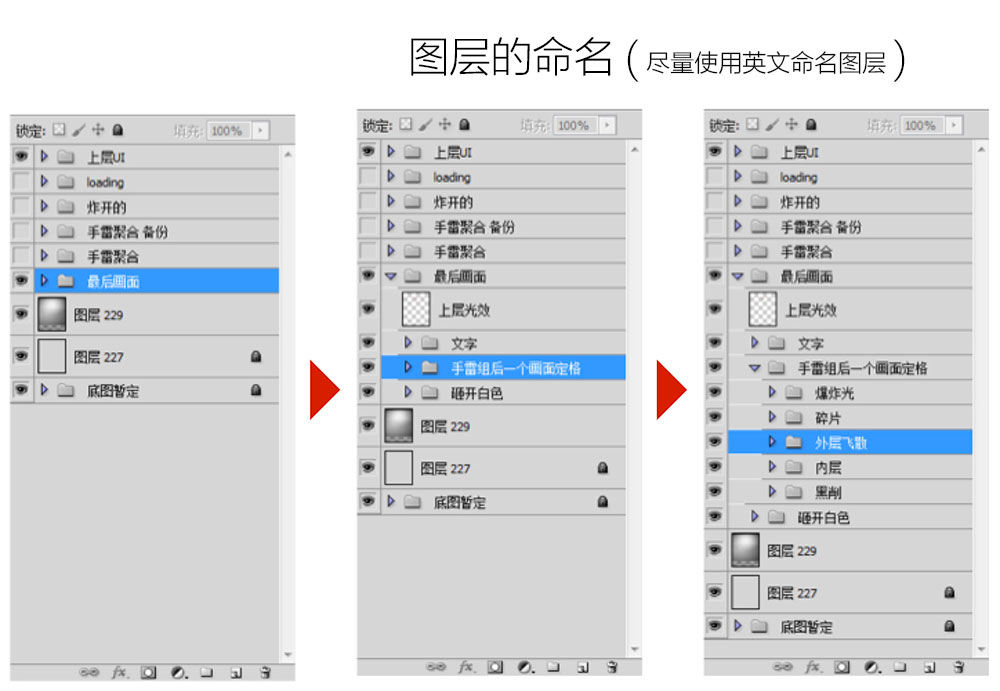 图层的命名(尽量使用英文命名图层)
锁定: 填充: 100%
上层UI
loading
炸开的
手雷聚合 备份
手雷聚合
最后画面
图层 229
图层 227
底图暂定
fx.
锁定: 填充: 100%
上层UI
loading
炸开的
手雷聚合 备份
手雷聚合
最后画面
上层光效
文字
手雷组后一个画面定格
砸开白色
图层 229
图层 227
底图暂定
fx.
锁定: 填充: 100%
上层UI
loading
炸开的
手雷聚合 备份
手雷聚合
最后画面
上层光效
文字
手雷组后一个画面定格
爆炸光
碎片
外层飞散
内层
黑削
砸开白色
图层 229
图层 227
底图暂定
fx.